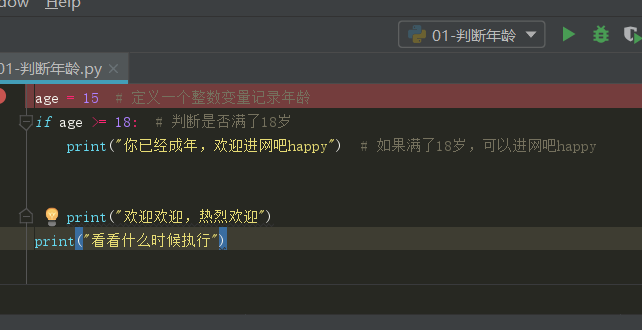 ndow Help
01-判断年龄
01-判断年龄.py
age = 15  # 定义一个整数变量记录年龄
if age >= 18:  # 判断是否满了18岁
    print("你已经成年，欢迎进网吧happy")  # 如果满了18岁，可以进网吧happy
    print("欢迎欢迎，热烈欢迎")
print("看看什么时候执行")